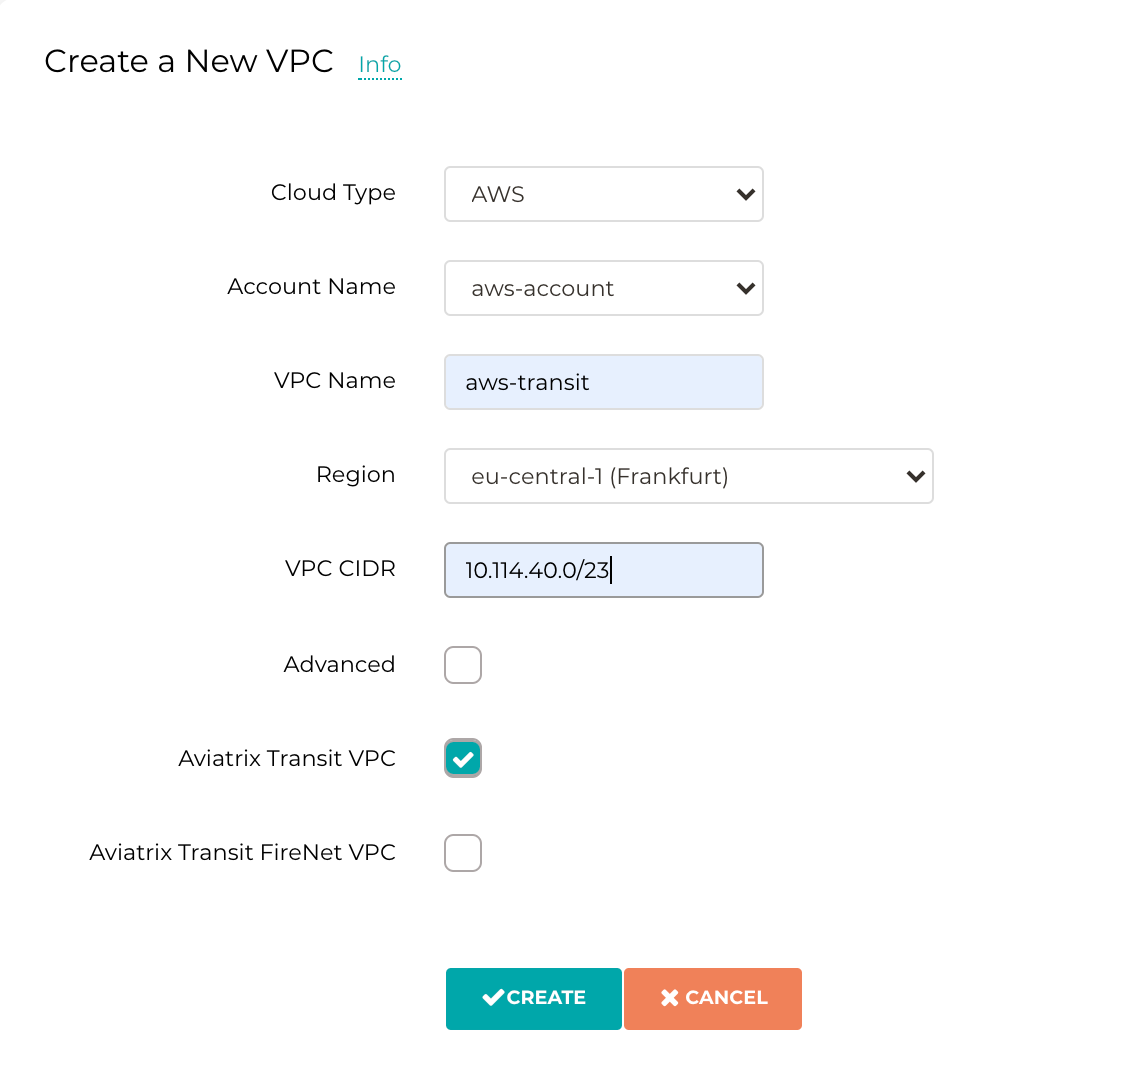 Create a New VPC Info
Cloud Type AWS
Account Name aws-account
VPC Name aws-transit
Region eu-central-1 (Frankfurt)
VPC CIDR 10.114.40.0/23
Advanced
Aviatrix Transit VPC
Aviatrix Transit FireNet VPC
CREATE CANCEL